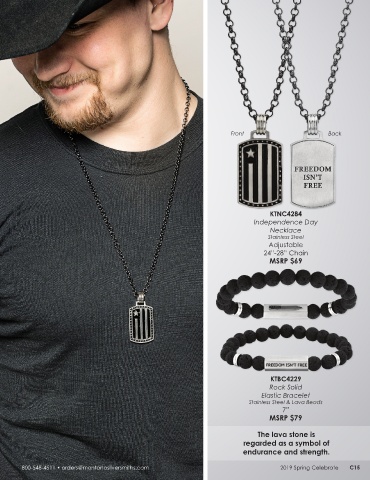 Front
Back
FREEDOM
ISN'T
FREE
KTNC4284
Independence Day
Necklace
Stainless Steel
Adjustable
24"-28" Chain
MSRP $69
FREEDOM ISN'T FREE
KTBC4229
Rock Solid
Elastic Bracelet
Stainless Steel & Lava Beads
7"
MSRP $79
The lava stone is
regarded as a symbol of
endurance and strength.
800-548-4511 • orders@montanasilversmiths.com
2019 Spring Celebrate C15